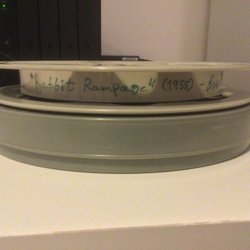 "Rabbit Rampage" (1955) -